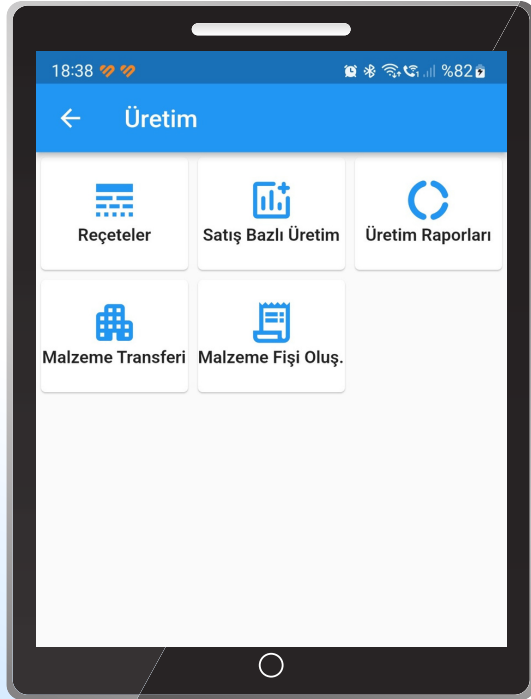 18:38 %82
Üretim
Reçeteler Satış Bazlı Üretim Üretim Raporları
Malzeme Transferi Malzeme Fişi Oluş.